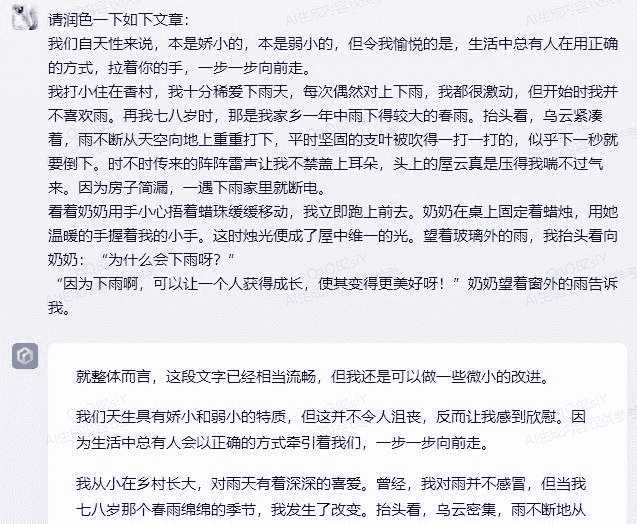 请润色一下如下文章：
我们自天性来说，本是娇小的，本是弱小的，但令我愉悦的是，生活中总有人在用正确
的方式，拉着你的手，一步一步向前走。
我打小住在香村，我十分稀爱下雨天，每次偶然对上下雨，我都很激动，但开始时我并
不喜欢雨。再我七八岁时，那是我家乡一年中雨下得较大的春雨。抬头看，乌云紧凑
着，雨不断从天空向地上重重打下，平时坚固的支叶被吹得一打一打的，似乎下一秒就
要倒下。时不时传来的阵阵雷声让我不禁盖上耳朵，头上的屋云真是压得我喘不过气
来。因为房子简漏，一遇下雨家里就断电。
看着奶奶用手小心捂着蜡珠缓缓移动，我立即跑上前去。奶奶在桌上固定着蜡烛，用她
温暖的手握着我的小手。这时烛光便成了屋中维一的光。望着玻璃外的雨，我抬头看向
奶奶：“为什么会下雨呀？”
“因为下雨啊，可以让一个人获得成长，使其变得更美好呀！”奶奶望着窗外的雨告诉
我。
就整体而言，这段文字已经相当流畅，但我还是可以做一些微小的改进。
我们天生具有娇小和弱小的特质，但这并不令人沮丧，反而让我感到欣慰。因
为生活中总有人会以正确的方式牵引着我们，一步一步向前走。
我从小在乡村长大，对雨天有着深深的喜爱。曾经，我对雨并不感冒，但当我
七八岁那个春雨绵绵的季节，我发生了改变。抬头看，乌云密集，雨不断地从